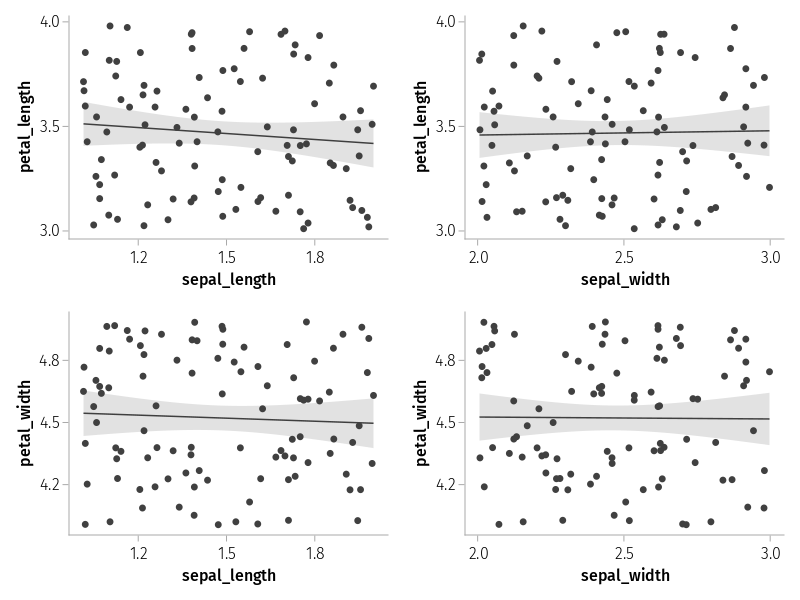 4.0
3.5
3.0
petal_length
1.2 1.5 1.8
sepal_length
4.0
3.5
3.0
petal_length
2.0 2.5 3.0
sepal_width
4.8
4.5
4.2
petal_width
1.2 1.5 1.8
sepal_length
4.8
4.5
4.2
petal_width
2.0 2.5 3.0
sepal_width